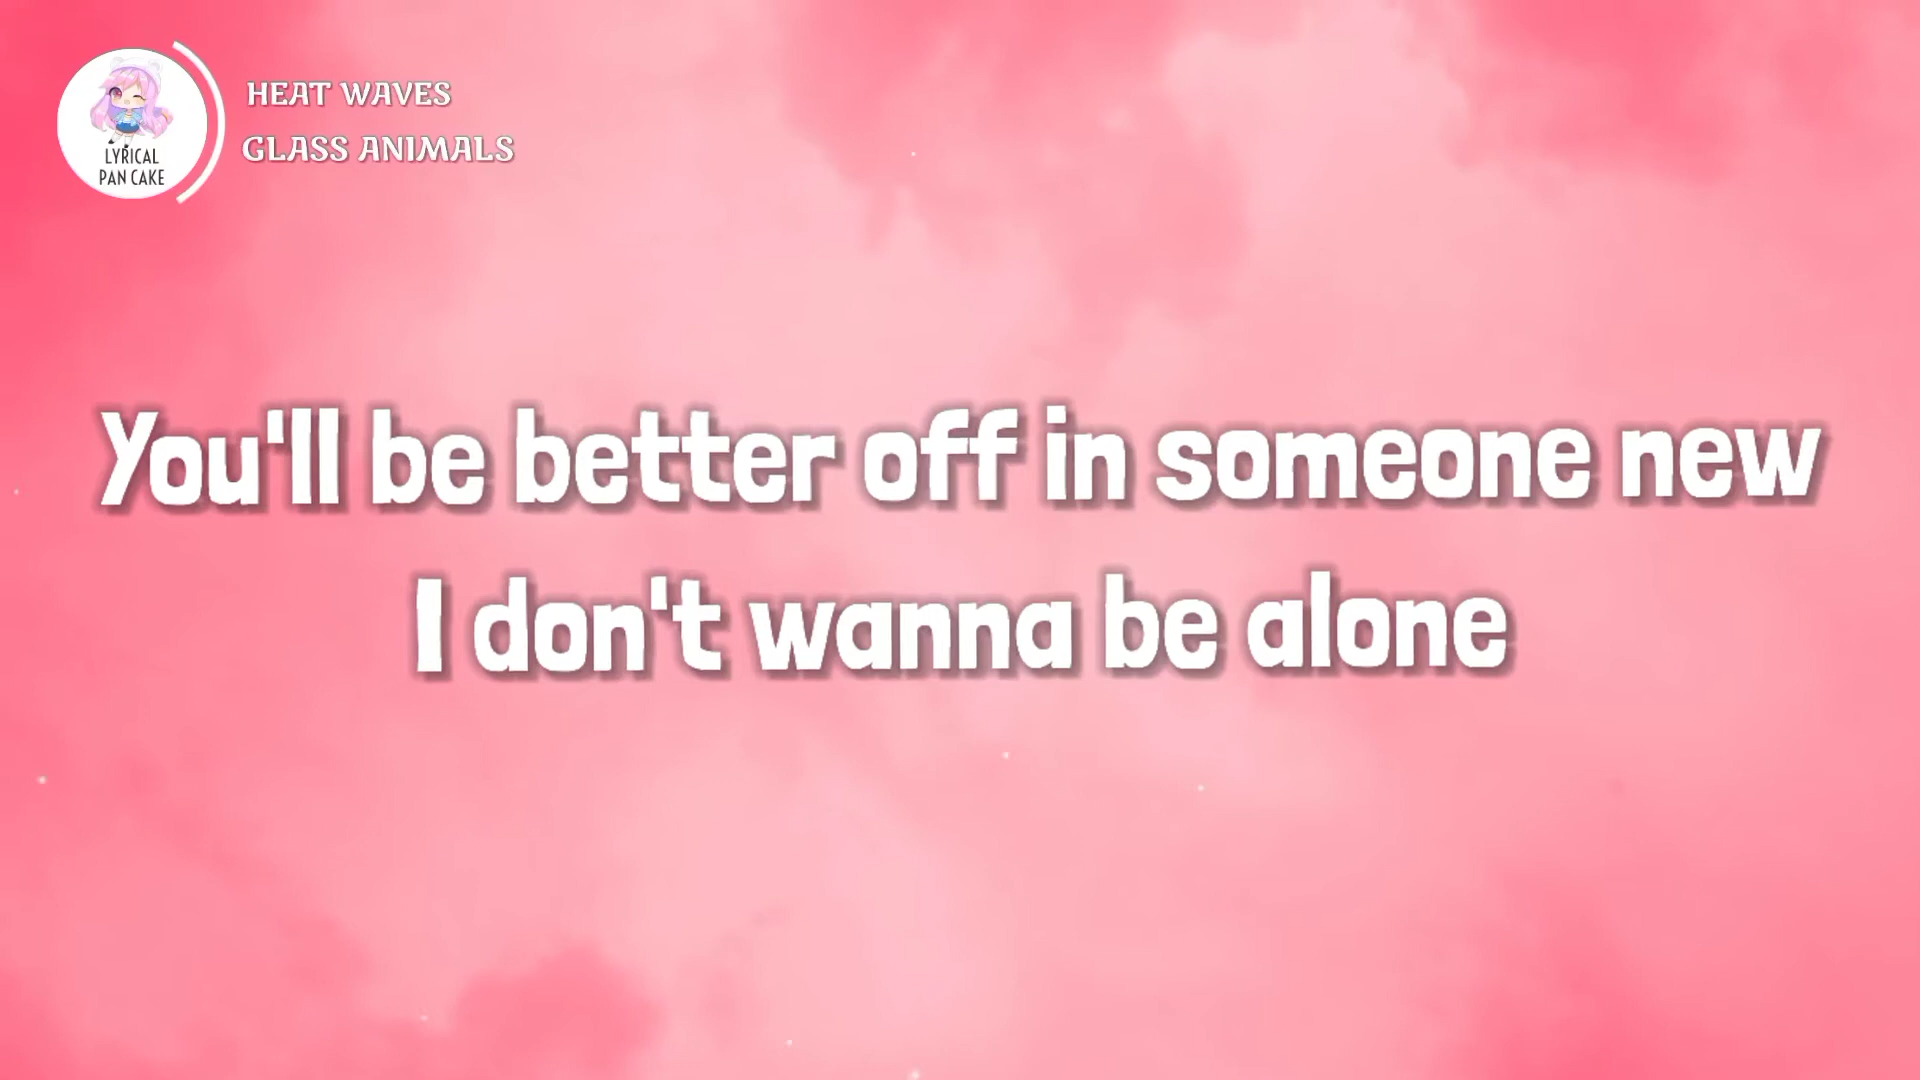 HEAT WAVES
GLASS ANIMALS
LYRICAL
PAN CAKE
You'll be better off in someone new
I don't wanna be alone